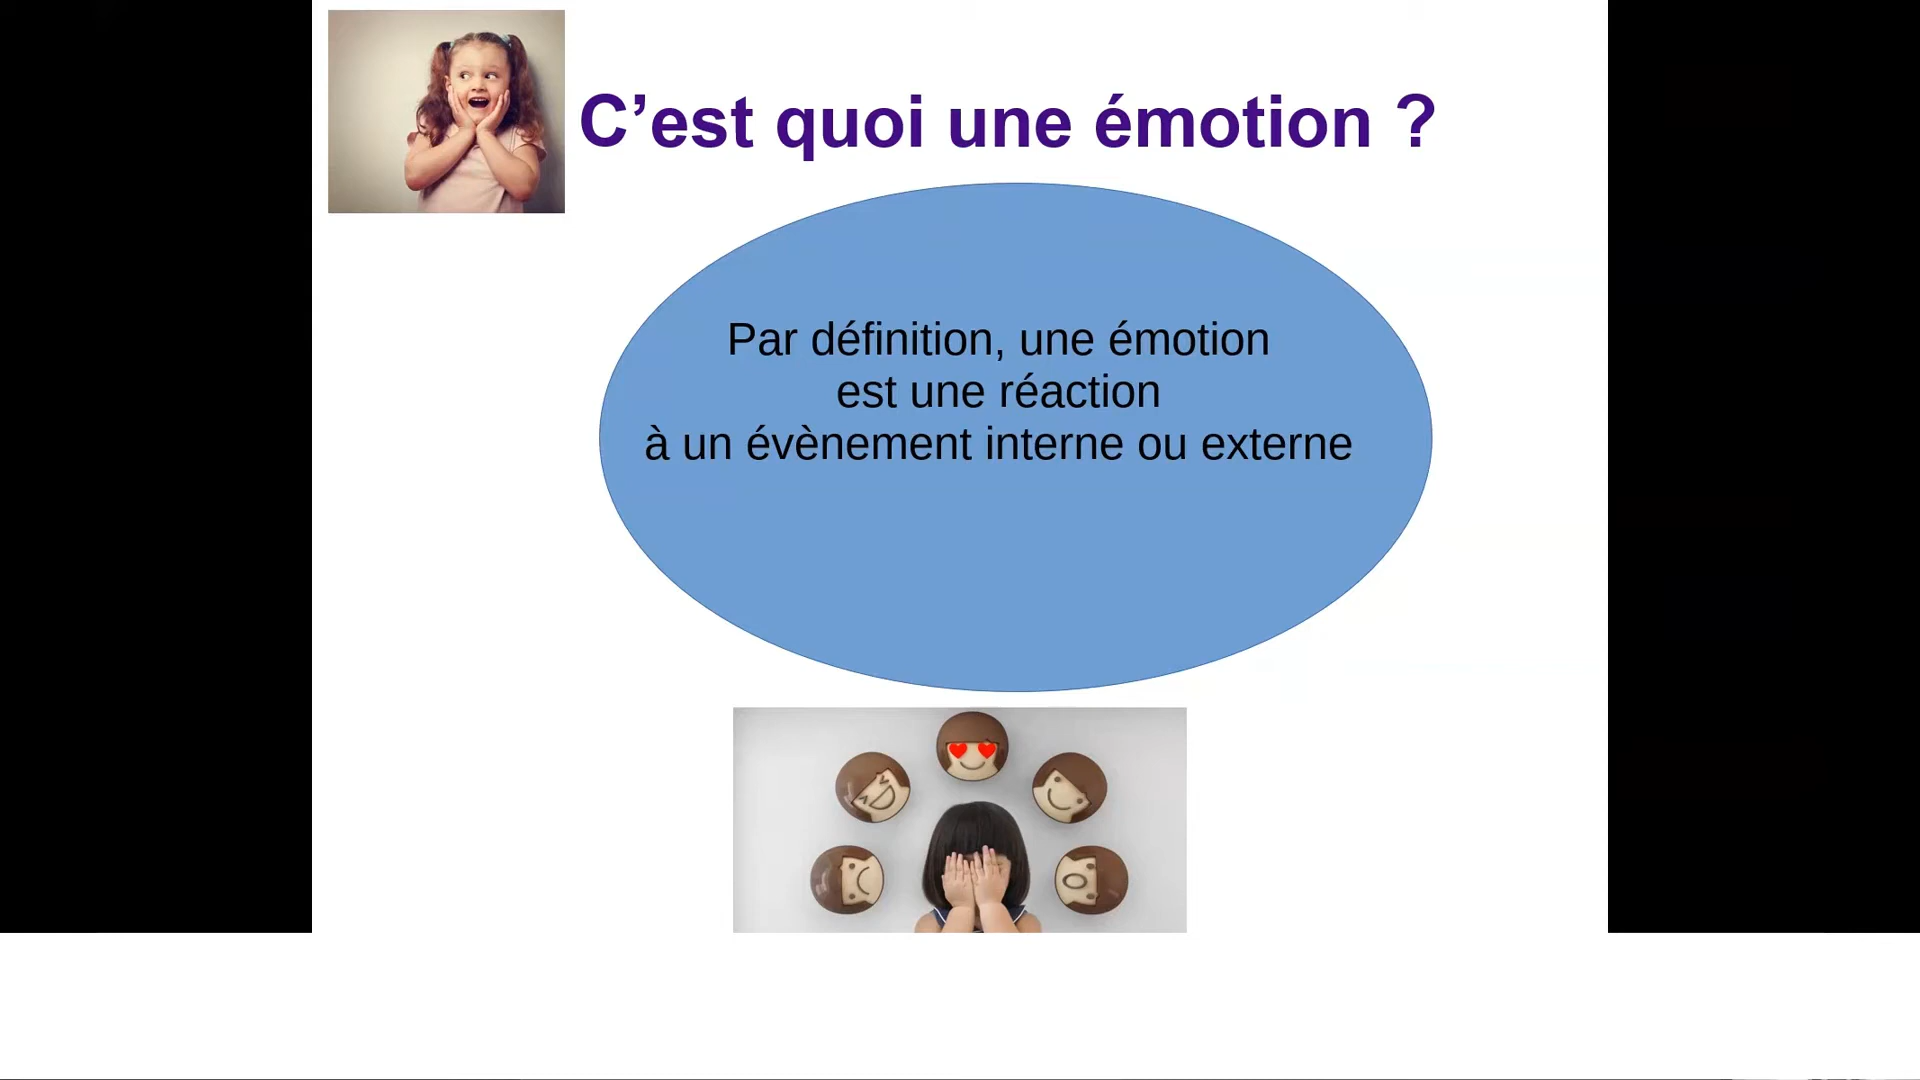 C’est quoi une émotion ?
Par définition, une émotion
est une réaction
à un évènement interne ou externe